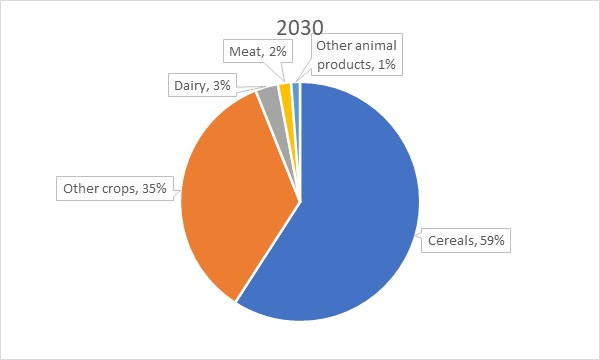 2030
Meat, 2%
Other animal
products, 1%
Dairy, 3%
Other crops, 35%
Cereals, 59%